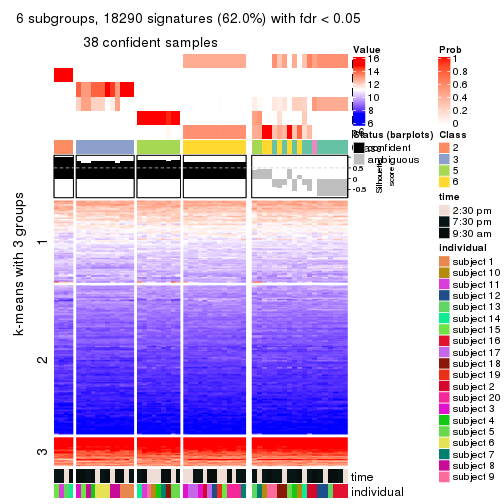 6 subgroups, 18290 signatures (62.0%) with fdr < 0.05
38 confident samples
k-means with 3 groups
1
2
3
time
individual
0.5
0
-0.5
Silhouette
score
Value
16
14
12
10
8
6
Status (barplots)
confident
ambiguous
Prob
1
0.8
0.6
0.4
0.2
0
Class
2
3
5
6
time
2:30 pm
7:30 pm
9:30 am
individual
subject 1
subject 10
subject 11
subject 12
subject 13
subject 14
subject 15
subject 16
subject 17
subject 18
subject 19
subject 2
subject 20
subject 3
subject 4
subject 5
subject 6
subject 7
subject 8
subject 9